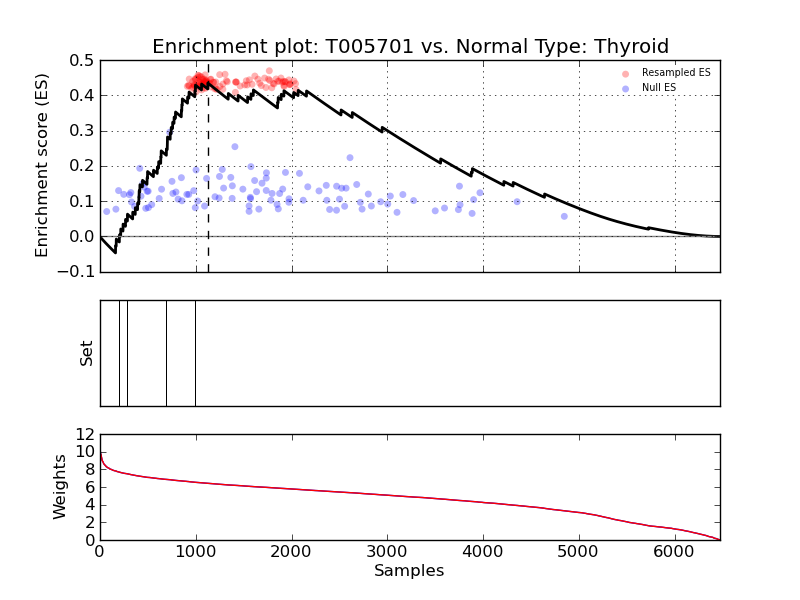 Enrichment plot: T005701 vs. Normal Type: Thyroid
0.5
0.4
0.3
0.2
0.1
0.0
−0.1
Enrichment score (ES)
Resampled ES
Null ES
Set
12
10
8
6
4
2
0
Weights
0 1000 2000 3000 4000 5000 6000
Samples